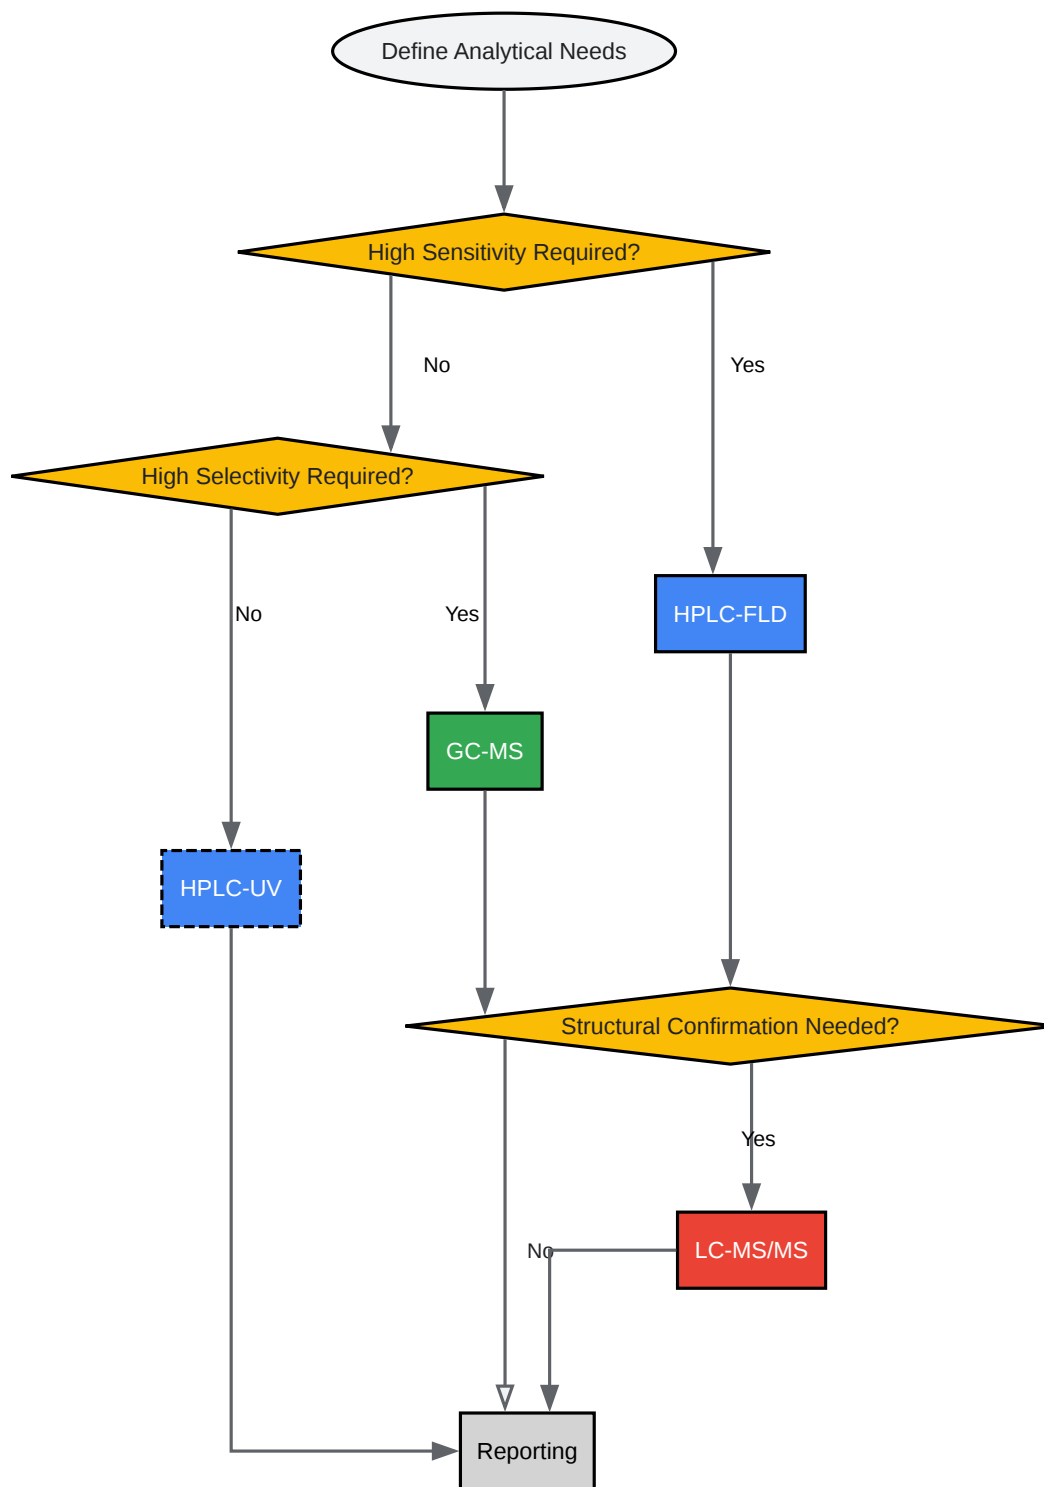 Define Analytical Needs
High Sensitivity Required?
No
Yes
High Selectivity Required?
No
Yes
HPLC-FLD
GC-MS
HPLC-UV
Structural Confirmation Needed?
Yes
No
LC-MS/MS
Reporting